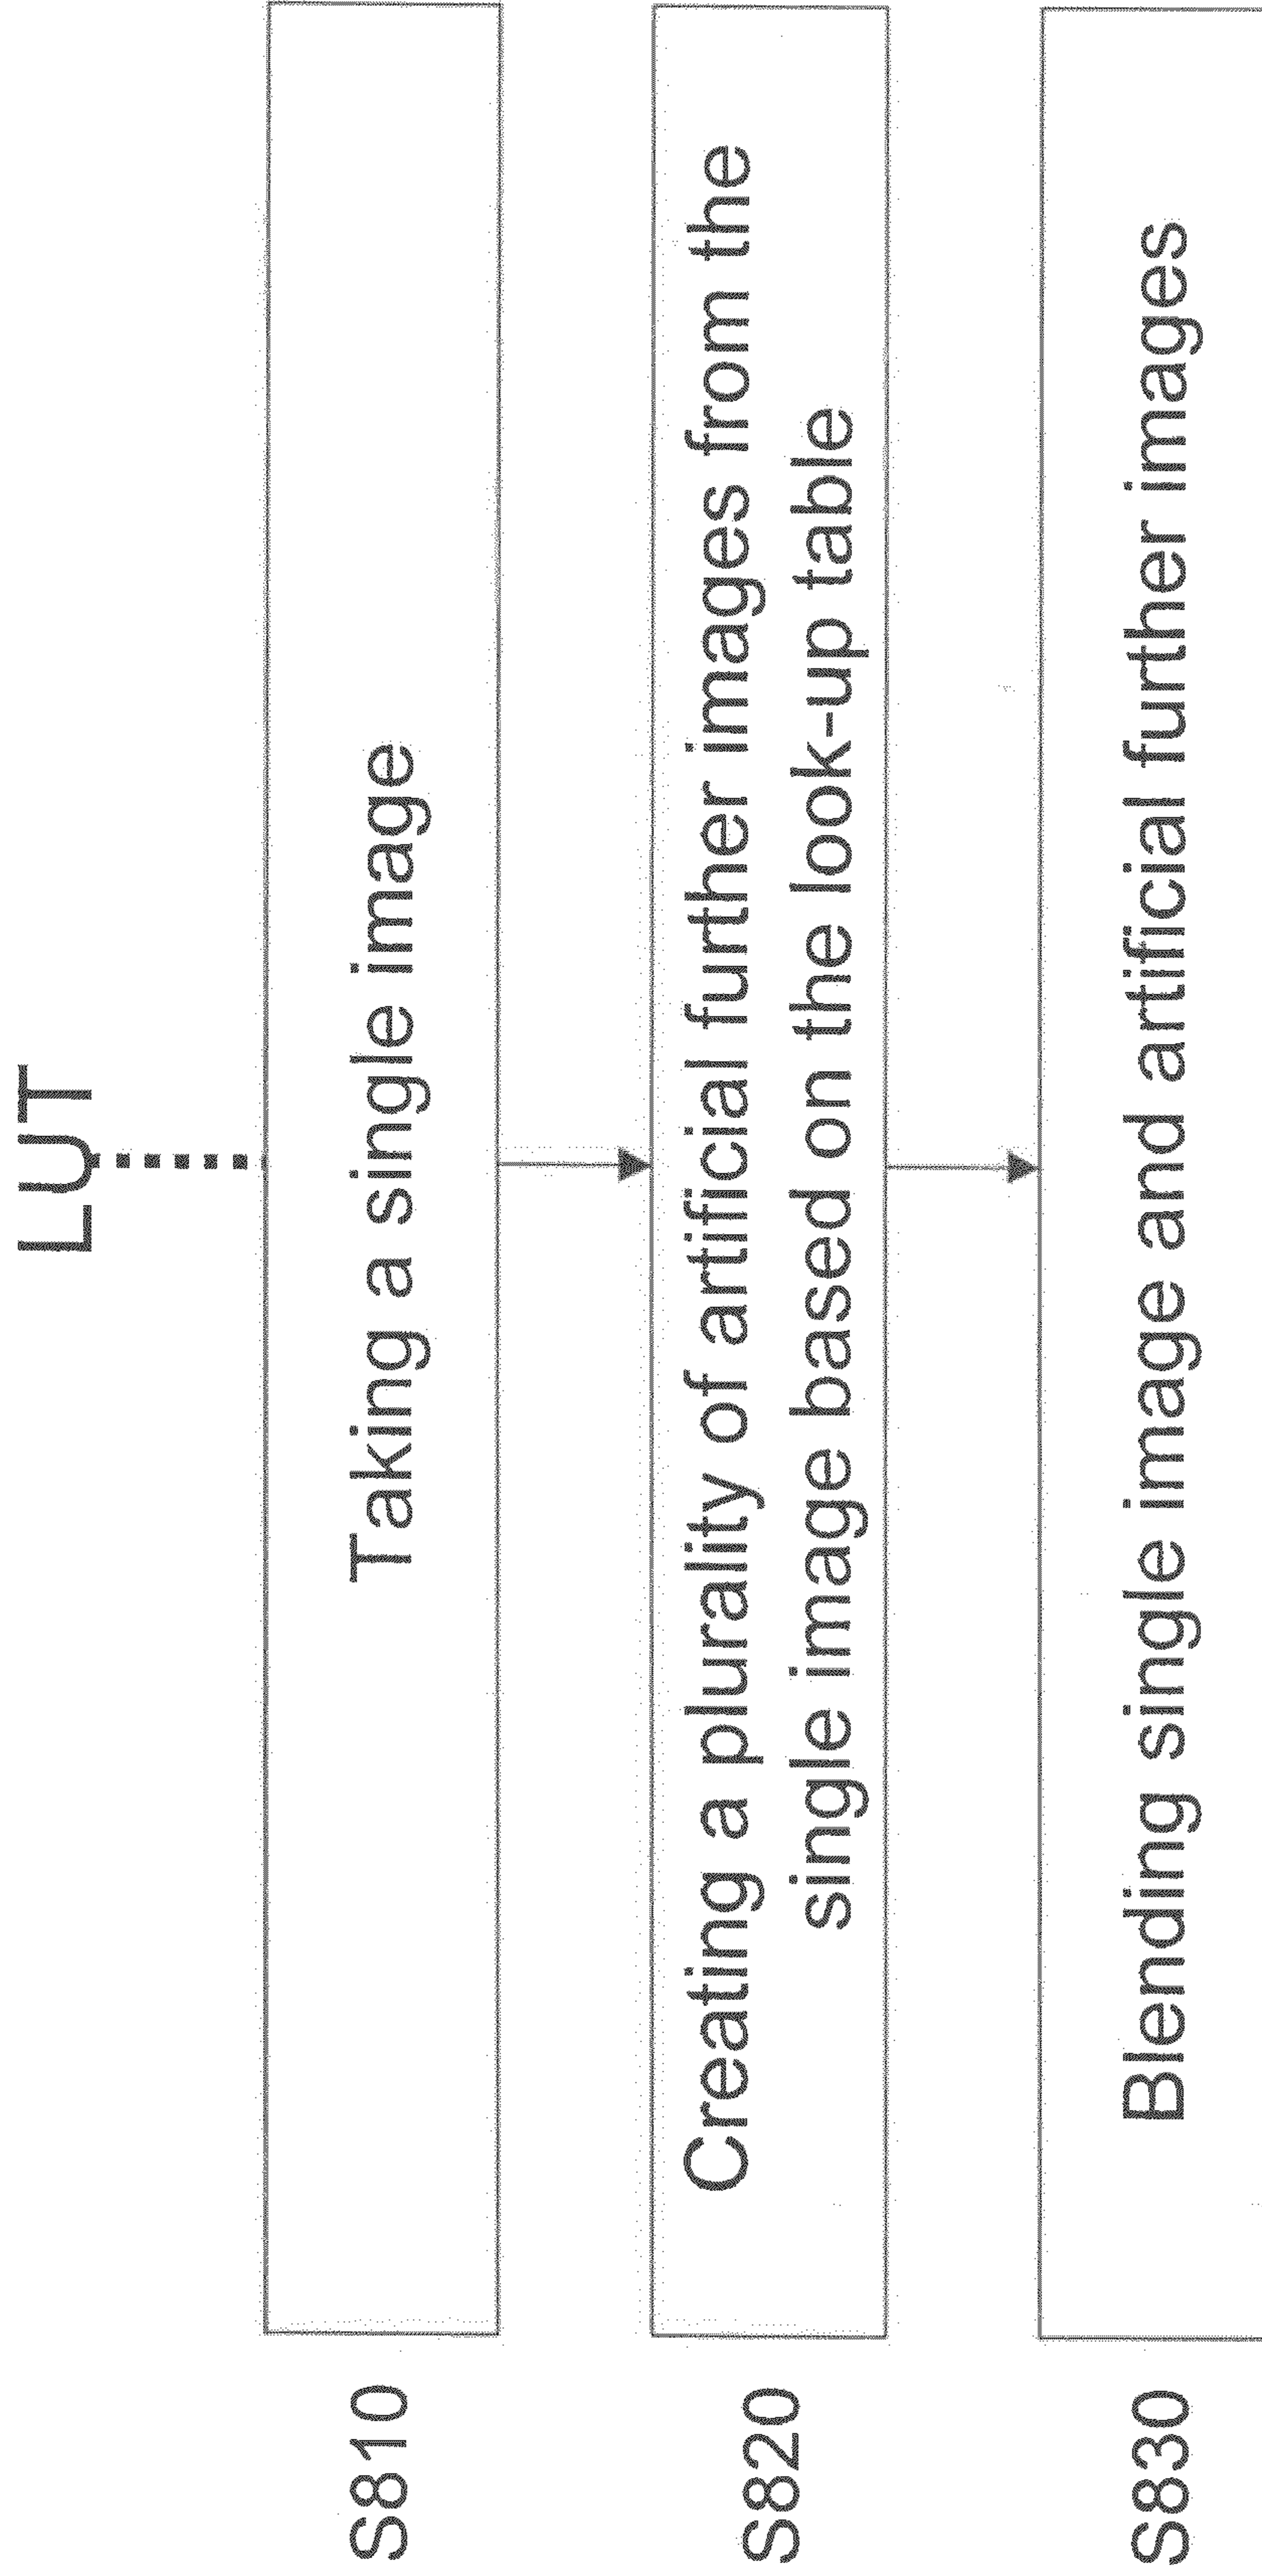 LUT
S810
Taking a single image
S820
Creating a plurality of artificial further images from the
single image based on the look-up table
S830
Blending single image and artificial further images